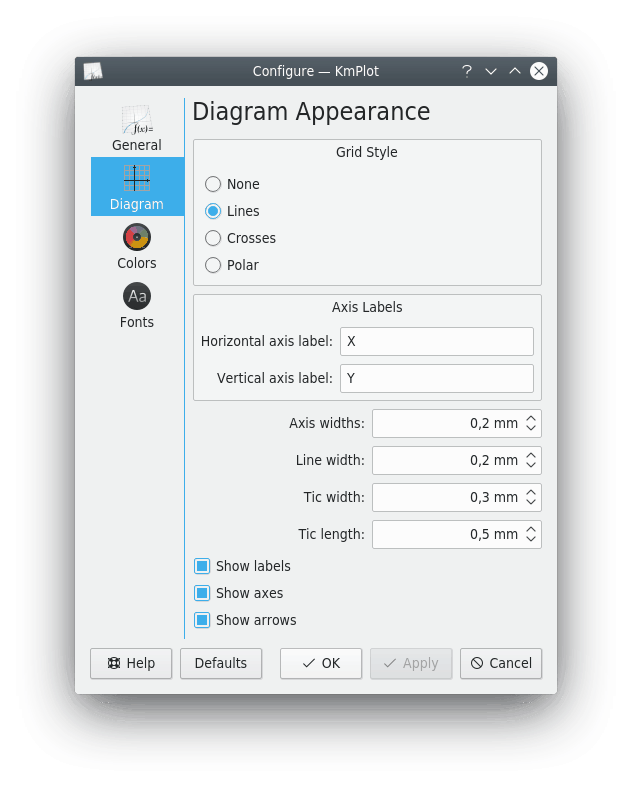 Configure — KmPlot
f(x)=
General
Diagram
Colors
Aa
Fonts
Diagram Appearance
Grid Style
None
Lines
Crosses
Polar
Axis Labels
Horizontal axis label: X
Vertical axis label: Y
Axis widths: 0,2 mm
Line width: 0,2 mm
Tic width: 0,3 mm
Tic length: 0,5 mm
Show labels
Show axes
Show arrows
Help Defaults OK Apply Cancel